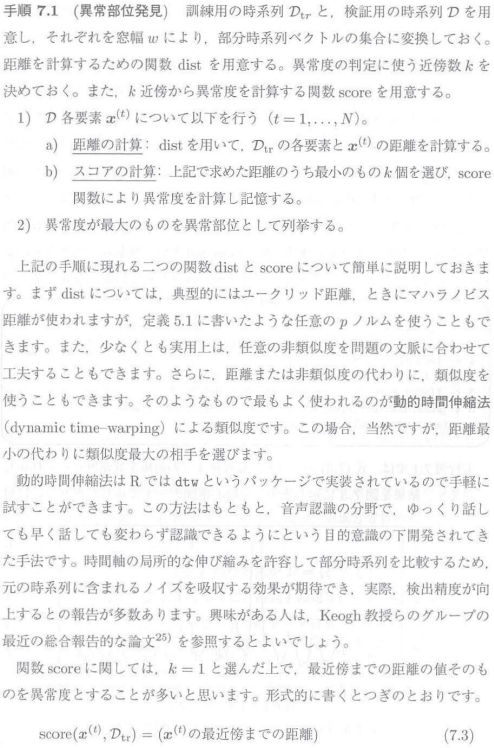 手順 7.1 (異常部位発見) 訓練用の時系列 𝒟tr と，検証用の時系列 𝒟 を用
意し，それぞれを窓幅 w により，部分時系列ベクトルの集合に変換しておく。
距離を計算するための関数 dist を用意する。異常度の判定に使う近傍数 k を
決めておく。また，k 近傍から異常度を計算する関数 score を用意する。
1) 𝒟 各要素 x^(t) について以下を行う (t = 1, . . . , N)。
a) 距離の計算：dist を用いて，𝒟tr の各要素と x^(t) の距離を計算する。
b) スコアの計算：上記で求めた距離のうち最小のもの k 個を選び，score
関数により異常度を計算し記憶する。
2) 異常度が最大のものを異常部位として列挙する。
上記の手順に現れる二つの関数 dist と score について簡単に説明しておきま
す。まず dist については，典型的にはユークリッド距離，ときにマハラノビス
距離が使われますが，定義 5.1 に書いたような任意の p ノルムを使うこともで
きます。また，少なくとも実用上は，任意の非類似度を問題の文脈に合わせて
工夫することもできます。さらに，距離または非類似度の代わりに，類似度を
使うこともできます。そのようなもので最もよく使われるのが動的時間伸縮法
(dynamic time–warping) による類似度です。この場合，当然ですが，距離最
小の代わりに類似度最大の相手を選びます。
動的時間伸縮法は R では dtw というパッケージで実装されているので手軽に
試すことができます。この方法はもともと，音声認識の分野で，ゆっくり話し
ても早く話しても変わらず認識できるようにという目的意識の下開発されてき
た手法です。時間軸の局所的な伸び縮みを許容して部分時系列を比較するため，
元の時系列に含まれるノイズを吸収する効果が期待でき，実際，検出精度が向
上するとの報告が多数あります。興味がある人は，Keogh 教授らのグループの
最近の総合報告的な論文25) を参照するとよいでしょう。
関数 score に関しては，k = 1 と選んだ上で，最近傍までの距離の値そのも
のを異常度とすることが多いと思います。形式的に書くとつぎのとおりです。
score(x^(t), 𝒟tr) = (x^(t) の最近傍までの距離) (7.3)